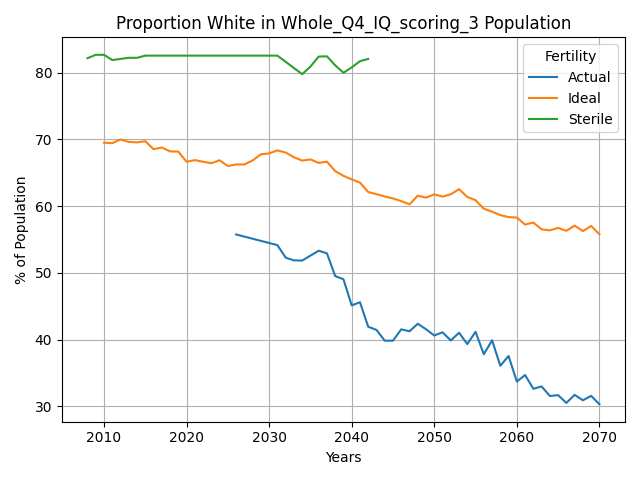 Proportion White in Whole_Q4_IQ_scoring_3 Population
Fertility
Actual
Ideal
Sterile
% of Population
80
70
60
50
40
30
2010 2020 2030 2040 2050 2060 2070
Years